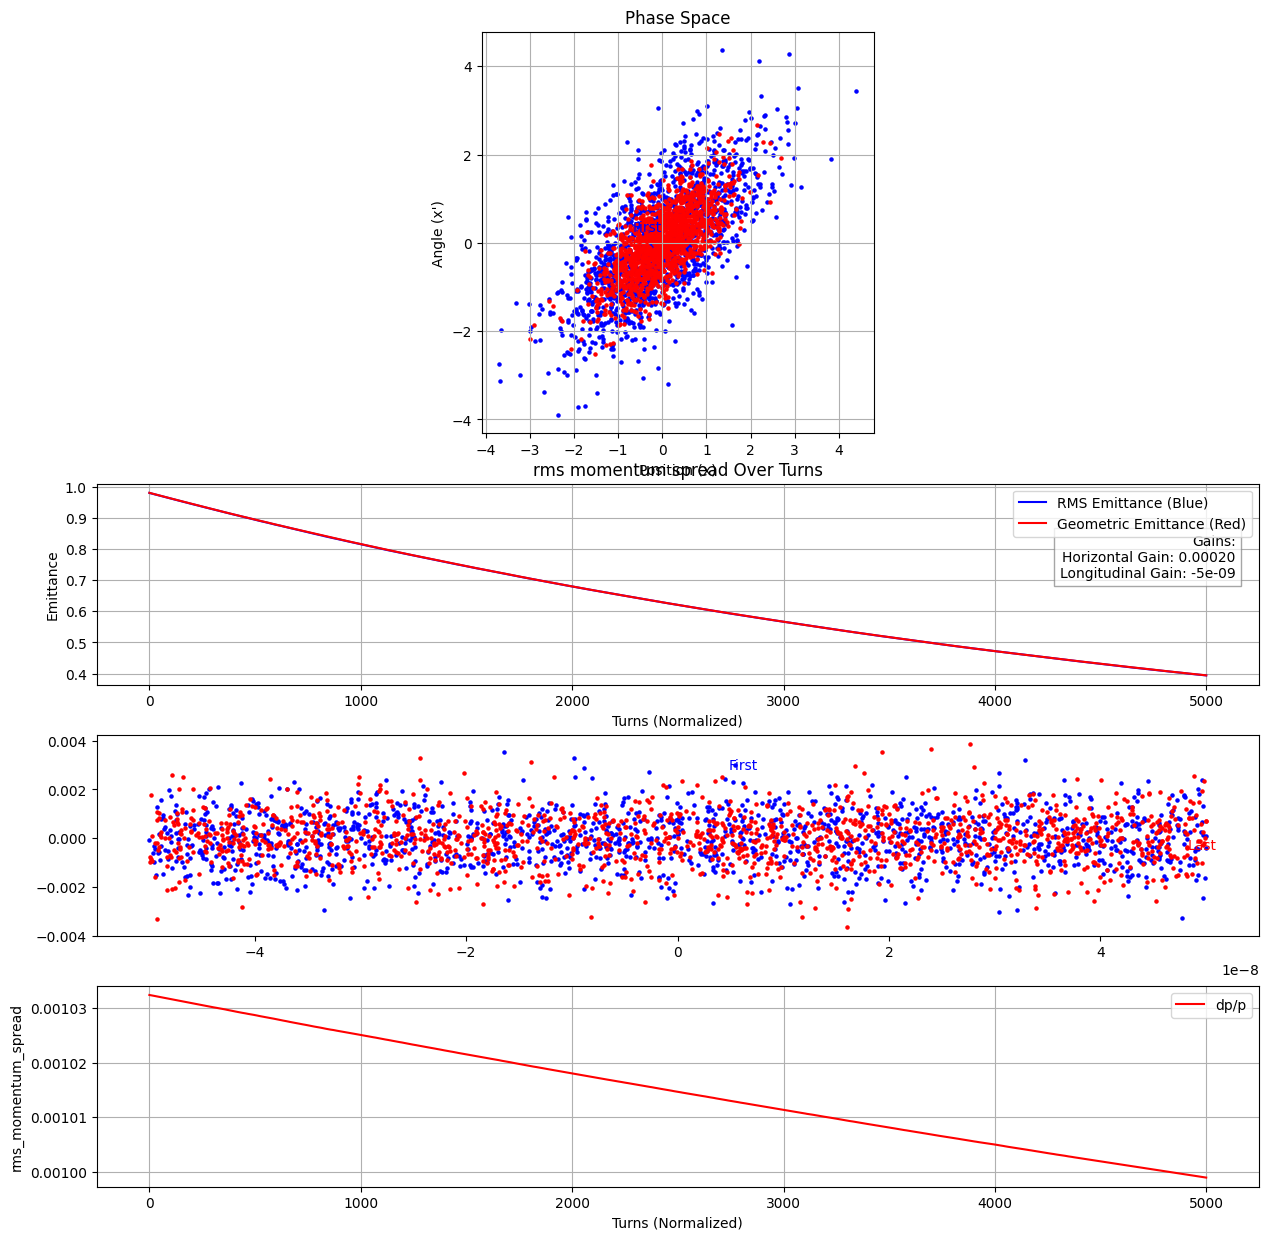 Phase Space
Angle (x')
4
2
0
−2
−4
First
−4 −3 −2 −1 0 1 2 3 4
Position (x)
rms momentum spread Over Turns
Emittance
1.0
0.9
0.8
0.7
0.6
0.5
0.4
RMS Emittance (Blue)
Geometric Emittance (Red)
Gains:
Horizontal Gain: 0.00020
Longitudinal Gain: -5e-09
0 1000 2000 3000 4000 5000
Turns (Normalized)
0.004
0.002
0.000
−0.002
−0.004
First
Last
−4 −2 0 2 4
1e−8
rms_momentum_spread
0.00103
0.00102
0.00101
0.00100
dp/p
0 1000 2000 3000 4000 5000
Turns (Normalized)